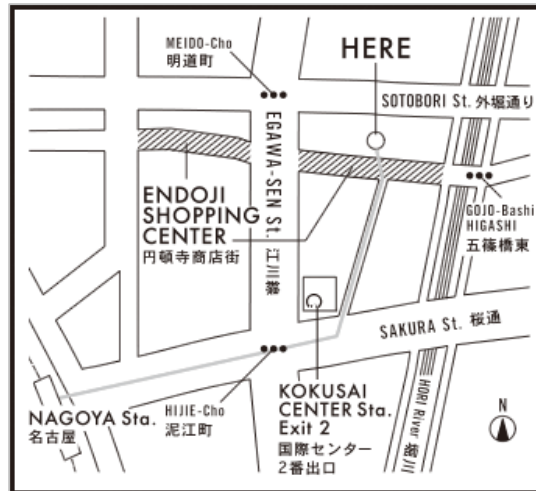 MEIDO-Cho
明道町
HERE
SOTOBORI St. 外堀通り
EGAWA-SEN St. 江川線
ENDOJI
SHOPPING
CENTER
円頓寺商店街
GOJO-Bashi
HIGASHI
五篠橋東
SAKURA St. 桜通
NAGOYA Sta.
名古屋
HIJIE-Cho
泥江町
KOKUSAI
CENTER Sta.
Exit 2
国際センター
2番出口
HORI River 堀川
N